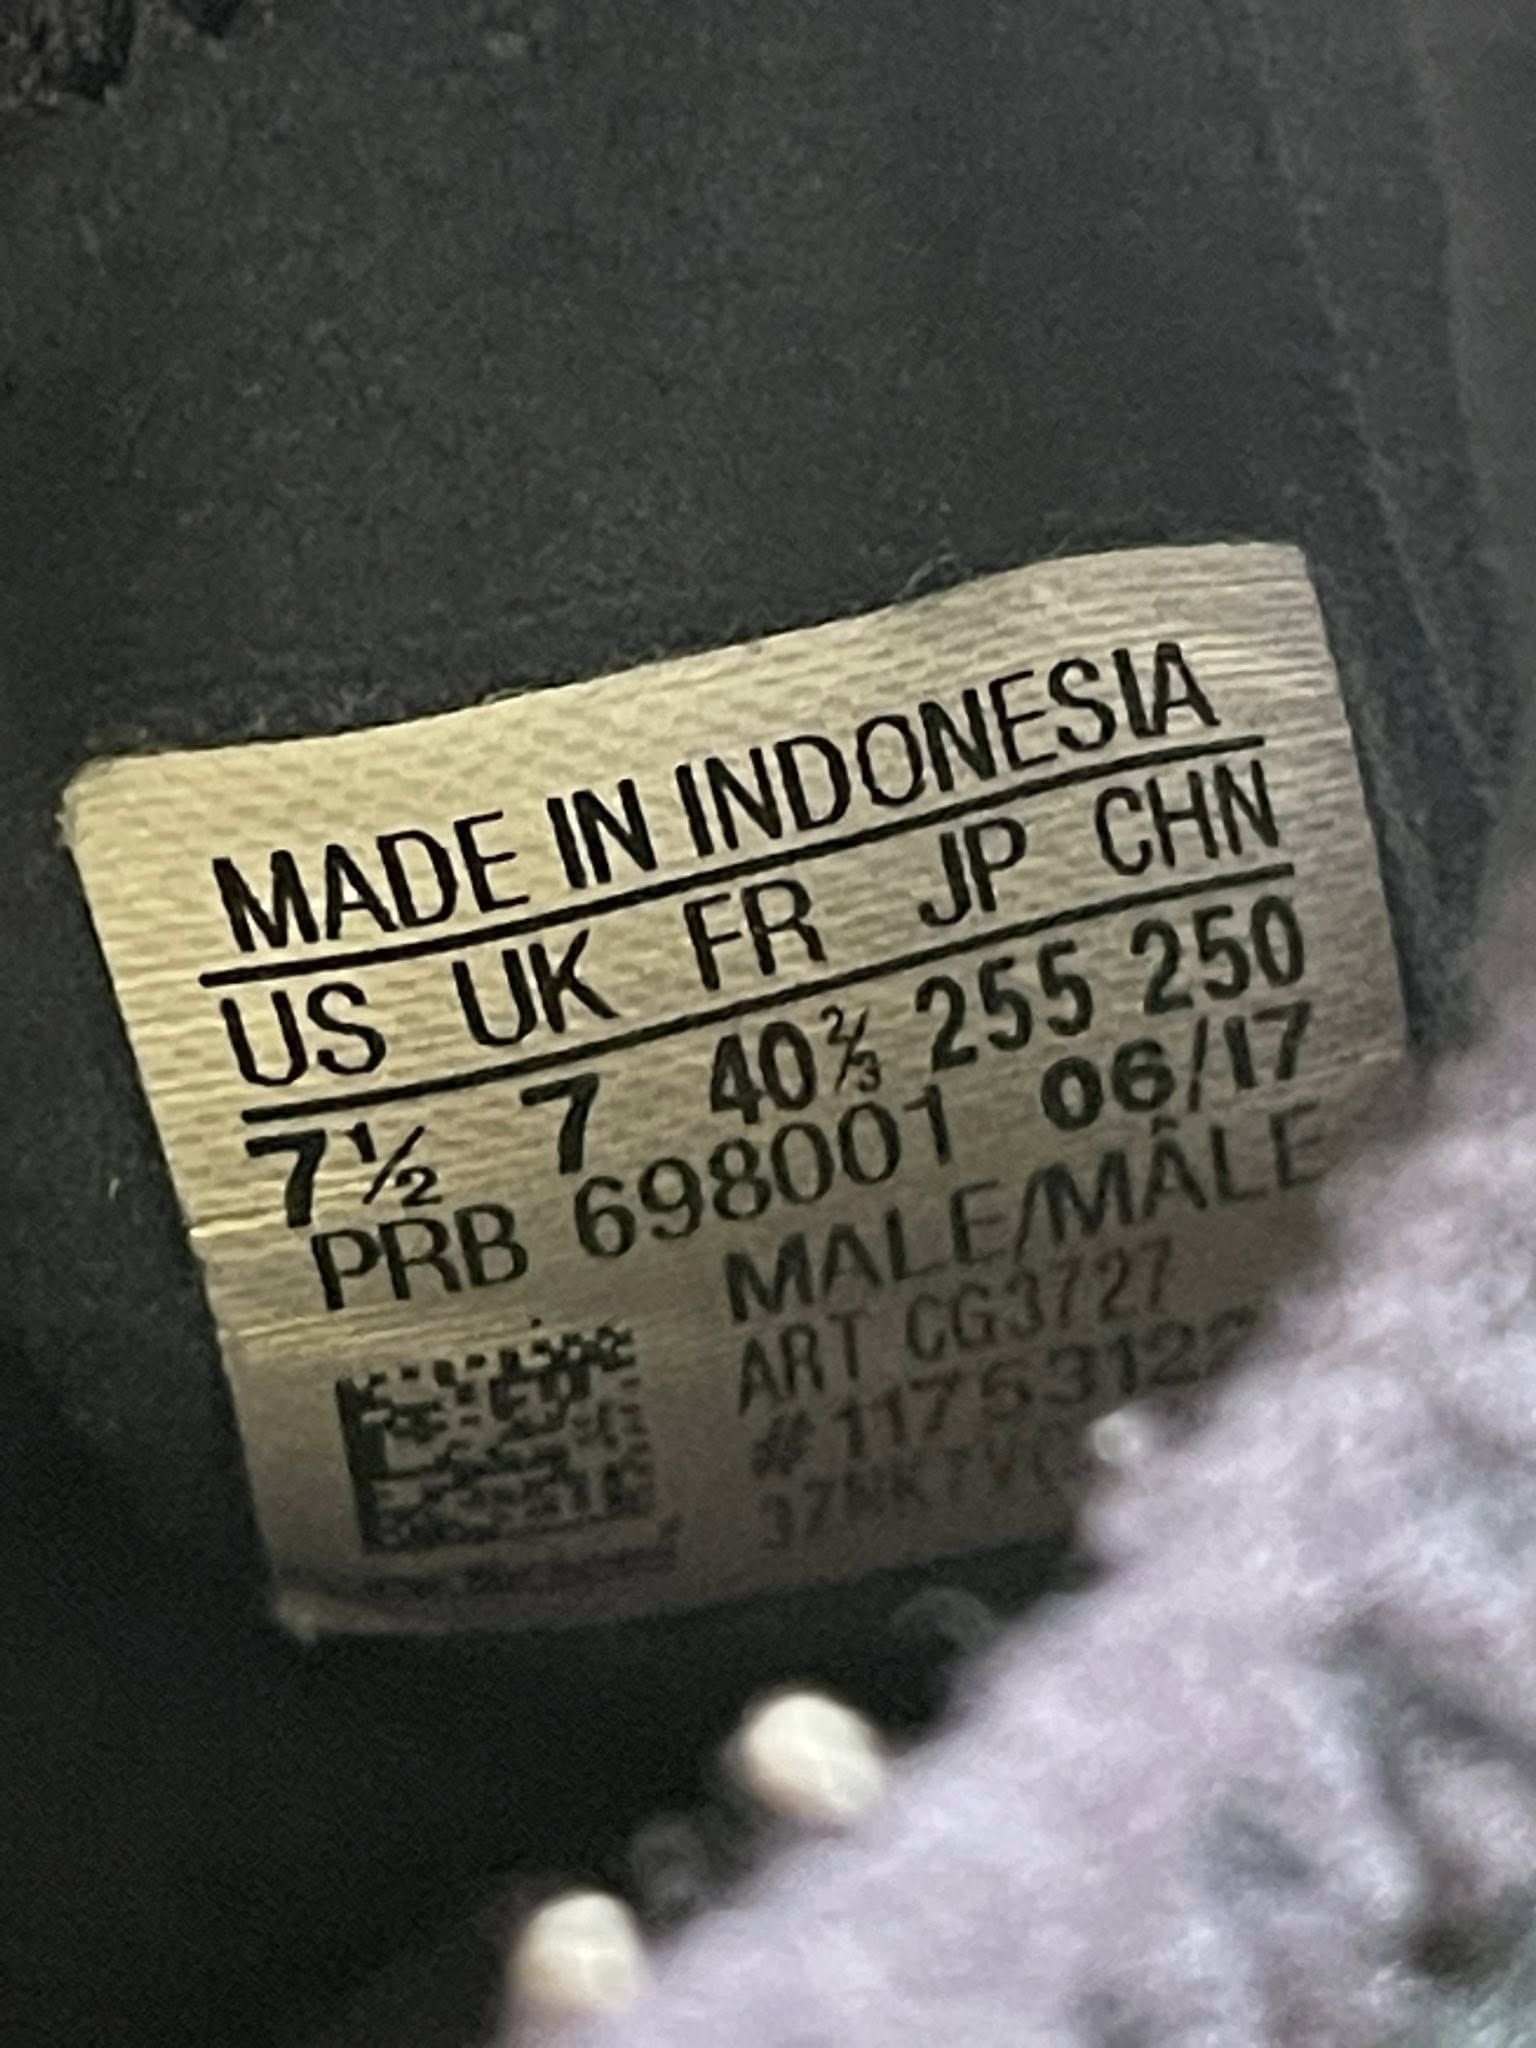 MADE IN INDONESIA
US UK FR JP CHN
7½ 7 40⅔ 255 250
PRB 698001 06/17
MALE/MÂLE
ART CG3727